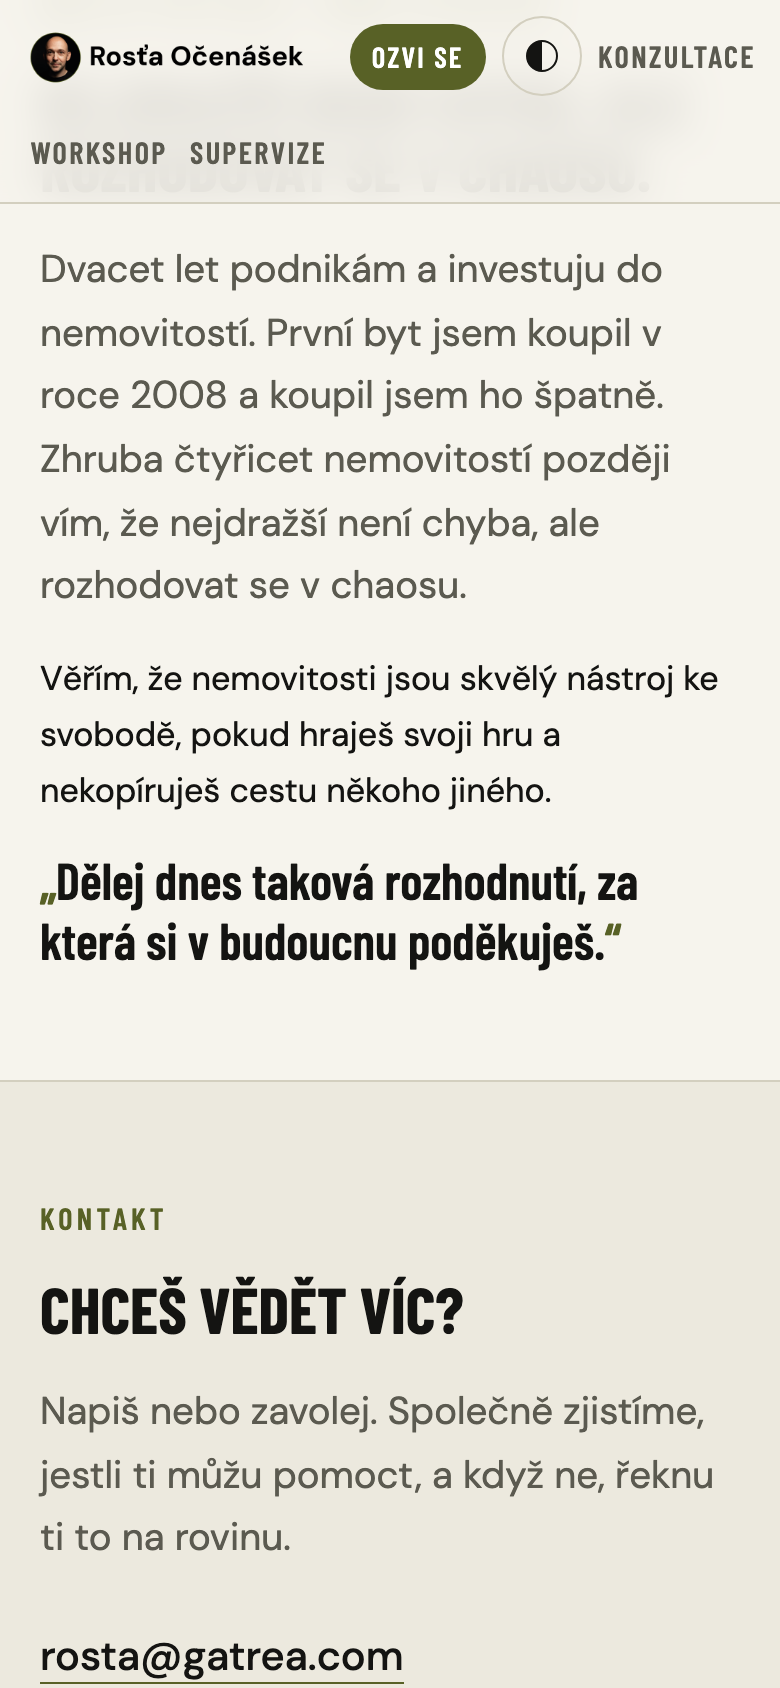 Rosťa Očenášek
OZVI SE
KONZULTACE
WORKSHOP SUPERVIZE
ROZHODOVAT SE V CHAOSU.
Dvacet let podnikám a investuju do
nemovitostí. První byt jsem koupil v
roce 2008 a koupil jsem ho špatně.
Zhruba čtyřicet nemovitostí později
vím, že nejdražší není chyba, ale
rozhodovat se v chaosu.
Věřím, že nemovitosti jsou skvělý nástroj ke
svobodě, pokud hraješ svoji hru a
nekopíruješ cestu někoho jiného.
„Dělej dnes taková rozhodnutí, za
která si v budoucnu poděkuješ.“
KONTAKT
CHCEŠ VĚDĚT VÍC?
Napiš nebo zavolej. Společně zjistíme,
jestli ti můžu pomoct, a když ne, řeknu
ti to na rovinu.
rosta@gatrea.com